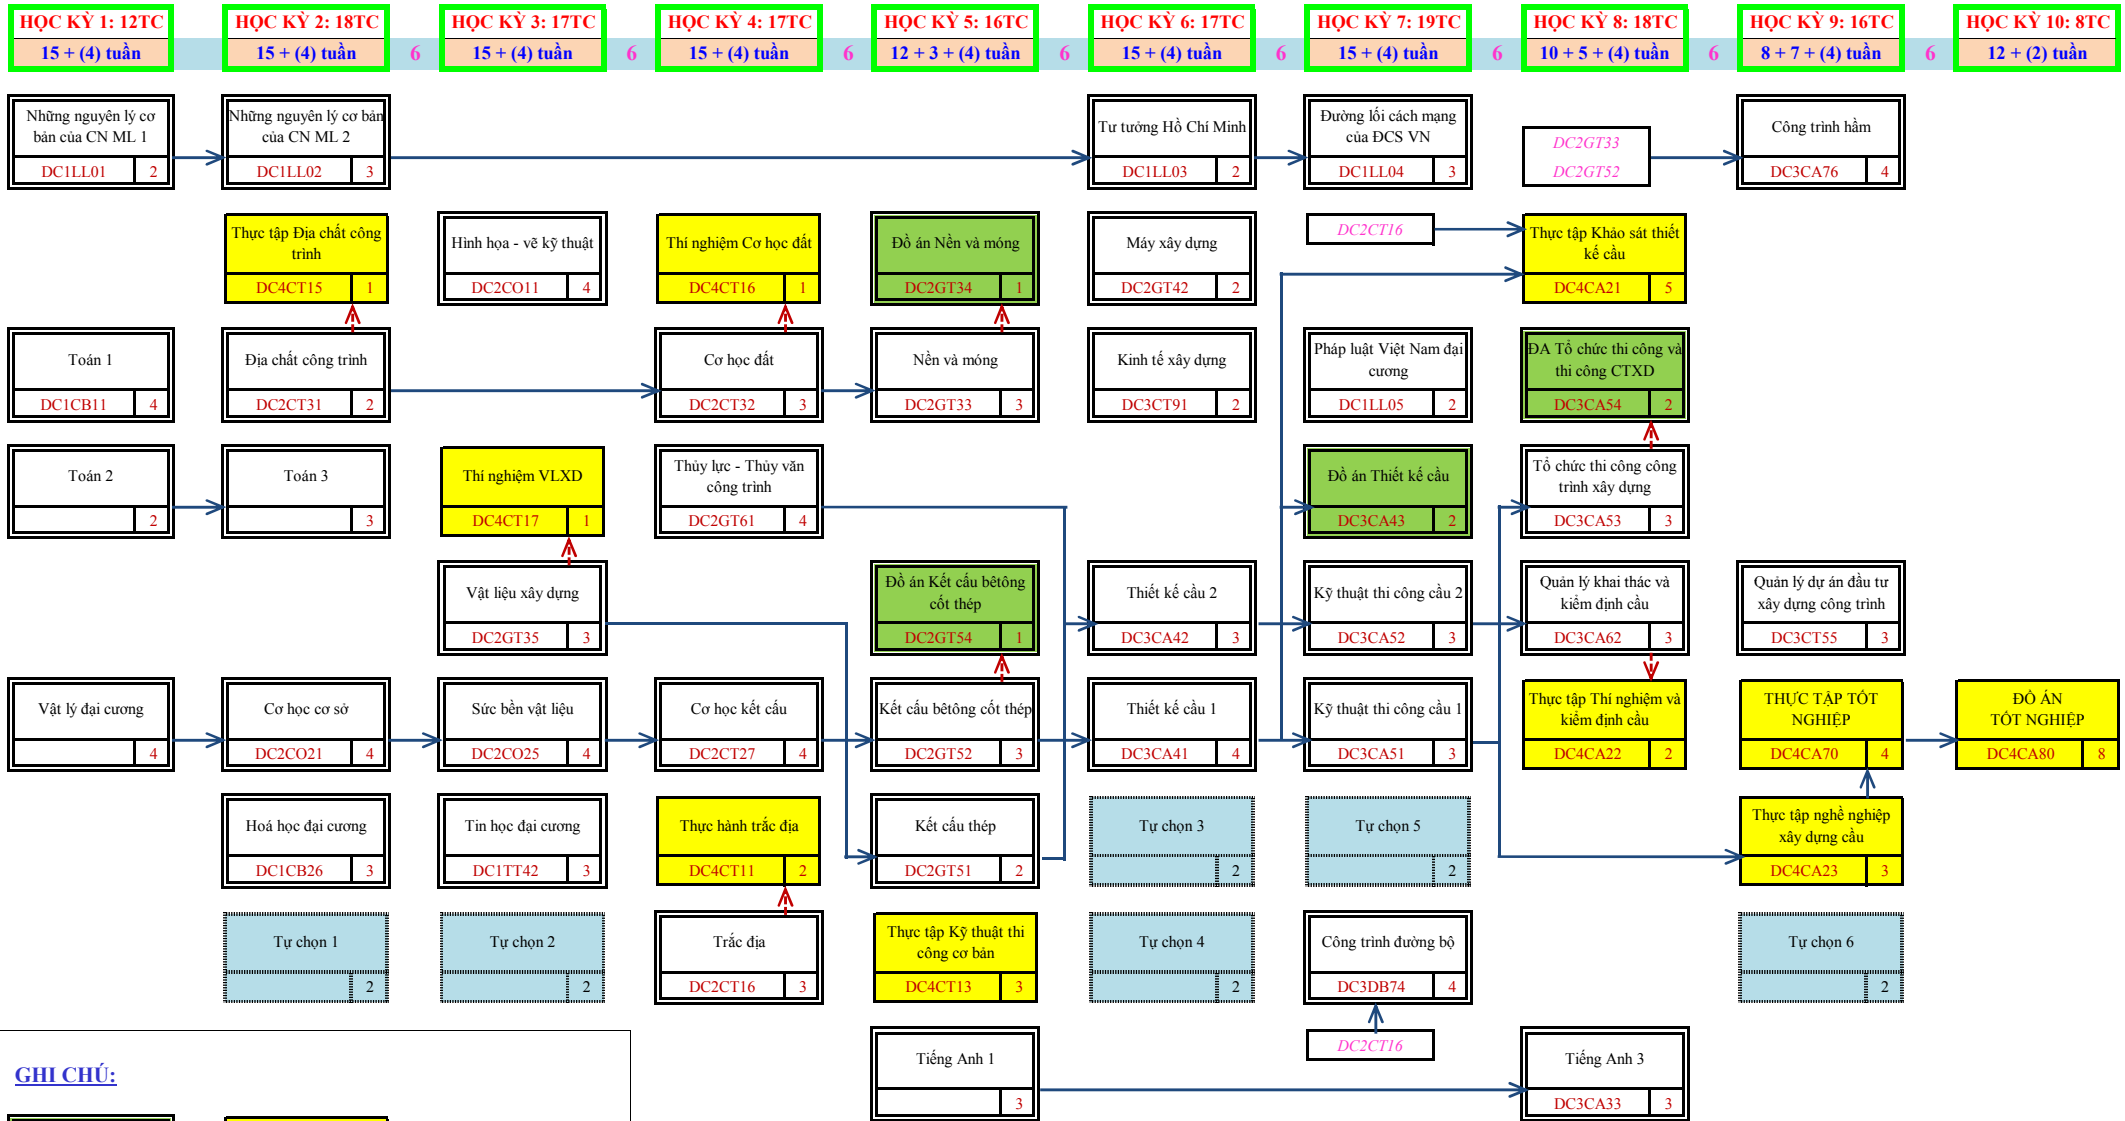 HỌC KỲ 1: 12TC
HỌC KỲ 2: 18TC
HỌC KỲ 3: 17TC
HỌC KỲ 4: 17TC
HỌC KỲ 5: 16TC
HỌC KỲ 6: 17TC
HỌC KỲ 7: 19TC
HỌC KỲ 8: 18TC
HỌC KỲ 9: 16TC
HỌC KỲ 10: 8TC
15 + (4) tuần
15 + (4) tuần
6
15 + (4) tuần
6
15 + (4) tuần
6
12 + 3 + (4) tuần
6
15 + (4) tuần
6
15 + (4) tuần
6
10 + 5 + (4) tuần
6
8 + 7 + (4) tuần
6
12 + (2) tuần
Những nguyên lý cơ
bản của CN ML 1
DC1LL01 2
Những nguyên lý cơ bản
của CN ML 2
DC1LL02 3
Tư tưởng Hồ Chí Minh
DC1LL03 2
Đường lối cách mạng
của ĐCS VN
DC1LL04 3
DC2GT33
DC2GT52
Công trình hầm
DC3CA76 4
Thực tập Địa chất công
trình
DC4CT15 1
Hình họa - vẽ kỹ thuật
DC2CO11 4
Thí nghiệm Cơ học đất
DC4CT16 1
Đồ án Nền và móng
DC2GT34 1
Máy xây dựng
DC2GT42 2
DC2CT16
Thực tập Khảo sát thiết
kế cầu
DC4CA21 5
Toán 1
DC1CB11 4
Địa chất công trình
DC2CT31 2
Cơ học đất
DC2CT32 3
Nền và móng
DC2GT33 3
Kinh tế xây dựng
DC3CT91 2
Pháp luật Việt Nam đại
cương
DC1LL05 2
ĐA Tổ chức thi công và
thi công CTXD
DC3CA54 2
Toán 2
2
Toán 3
3
Thí nghiệm VLXD
DC4CT17 1
Thủy lực - Thủy văn
công trình
DC2GT61 4
Đồ án Thiết kế cầu
DC3CA43 2
Tổ chức thi công công
trình xây dựng
DC3CA53 3
Vật liệu xây dựng
DC2GT35 3
Đồ án Kết cấu bêtông
cốt thép
DC2GT54 1
Thiết kế cầu 2
DC3CA42 3
Kỹ thuật thi công cầu 2
DC3CA52 3
Quản lý khai thác và
kiểm định cầu
DC3CA62 3
Quản lý dự án đầu tư
xây dựng công trình
DC3CT55 3
Vật lý đại cương
4
Cơ học cơ sở
DC2CO21 4
Sức bền vật liệu
DC2CO25 4
Cơ học kết cấu
DC2CT27 4
Kết cấu bêtông cốt thép
DC2GT52 3
Thiết kế cầu 1
DC3CA41 4
Kỹ thuật thi công cầu 1
DC3CA51 3
Thực tập Thí nghiệm và
kiểm định cầu
DC4CA22 2
THỰC TẬP TỐT
NGHIỆP
DC4CA70 4
ĐỒ ÁN
TỐT NGHIỆP
DC4CA80 8
Hoá học đại cương
DC1CB26 3
Tin học đại cương
DC1TT42 3
Thực hành trắc địa
DC4CT11 2
Kết cấu thép
DC2GT51 2
Tự chọn 3
2
Tự chọn 5
2
Thực tập nghề nghiệp
xây dựng cầu
DC4CA23 3
Tự chọn 1
2
Tự chọn 2
2
Trắc địa
DC2CT16 3
Thực tập Kỹ thuật thi
công cơ bản
DC4CT13 3
Tự chọn 4
2
Công trình đường bộ
DC3DB74 4
Tự chọn 6
2
DC2CT16
Tiếng Anh 1
3
Tiếng Anh 3
DC3CA33 3
GHI CHÚ: